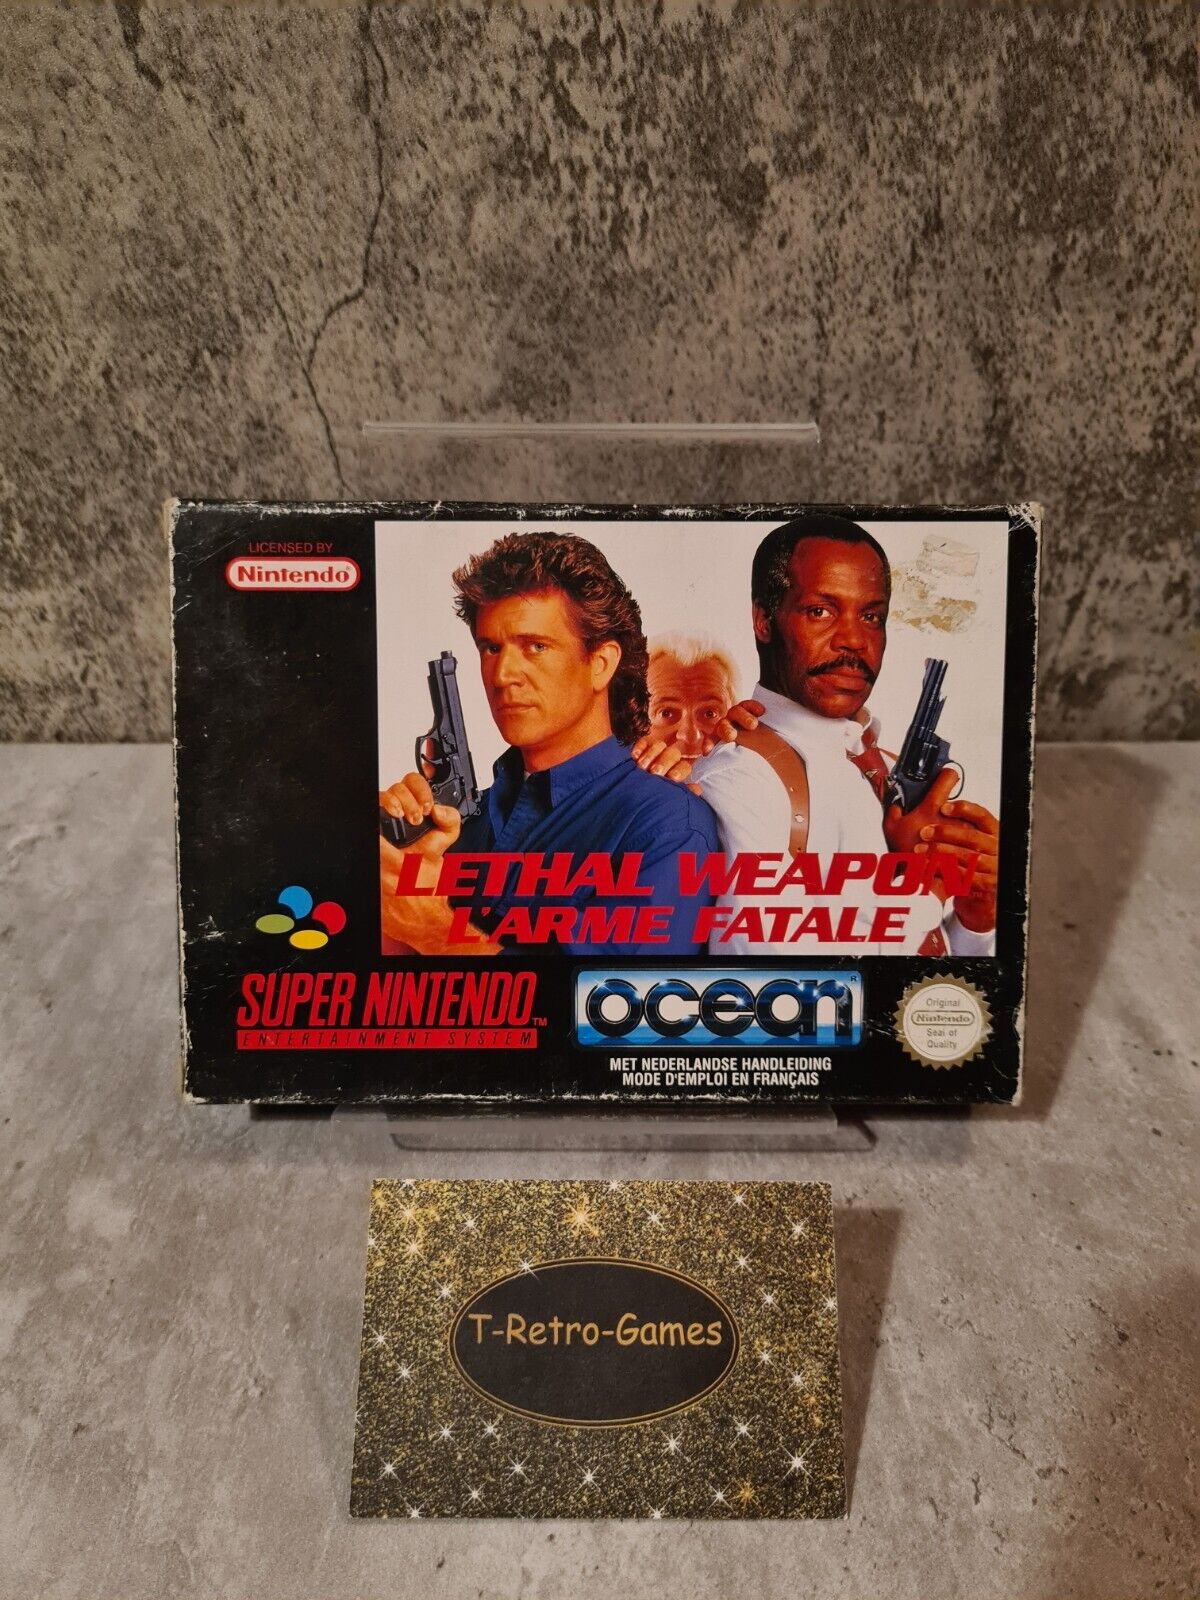 LICENSED BY
Nintendo®
LETHAL WEAPON
L'ARME FATALE
SUPER NINTENDO™
ENTERTAINMENT SYSTEM
ocean®
MET NEDERLANDSE HANDLEIDING
MODE D'EMPLOI EN FRANÇAIS
Original
Nintendo
Seal of
Quality
T-Retro-Games